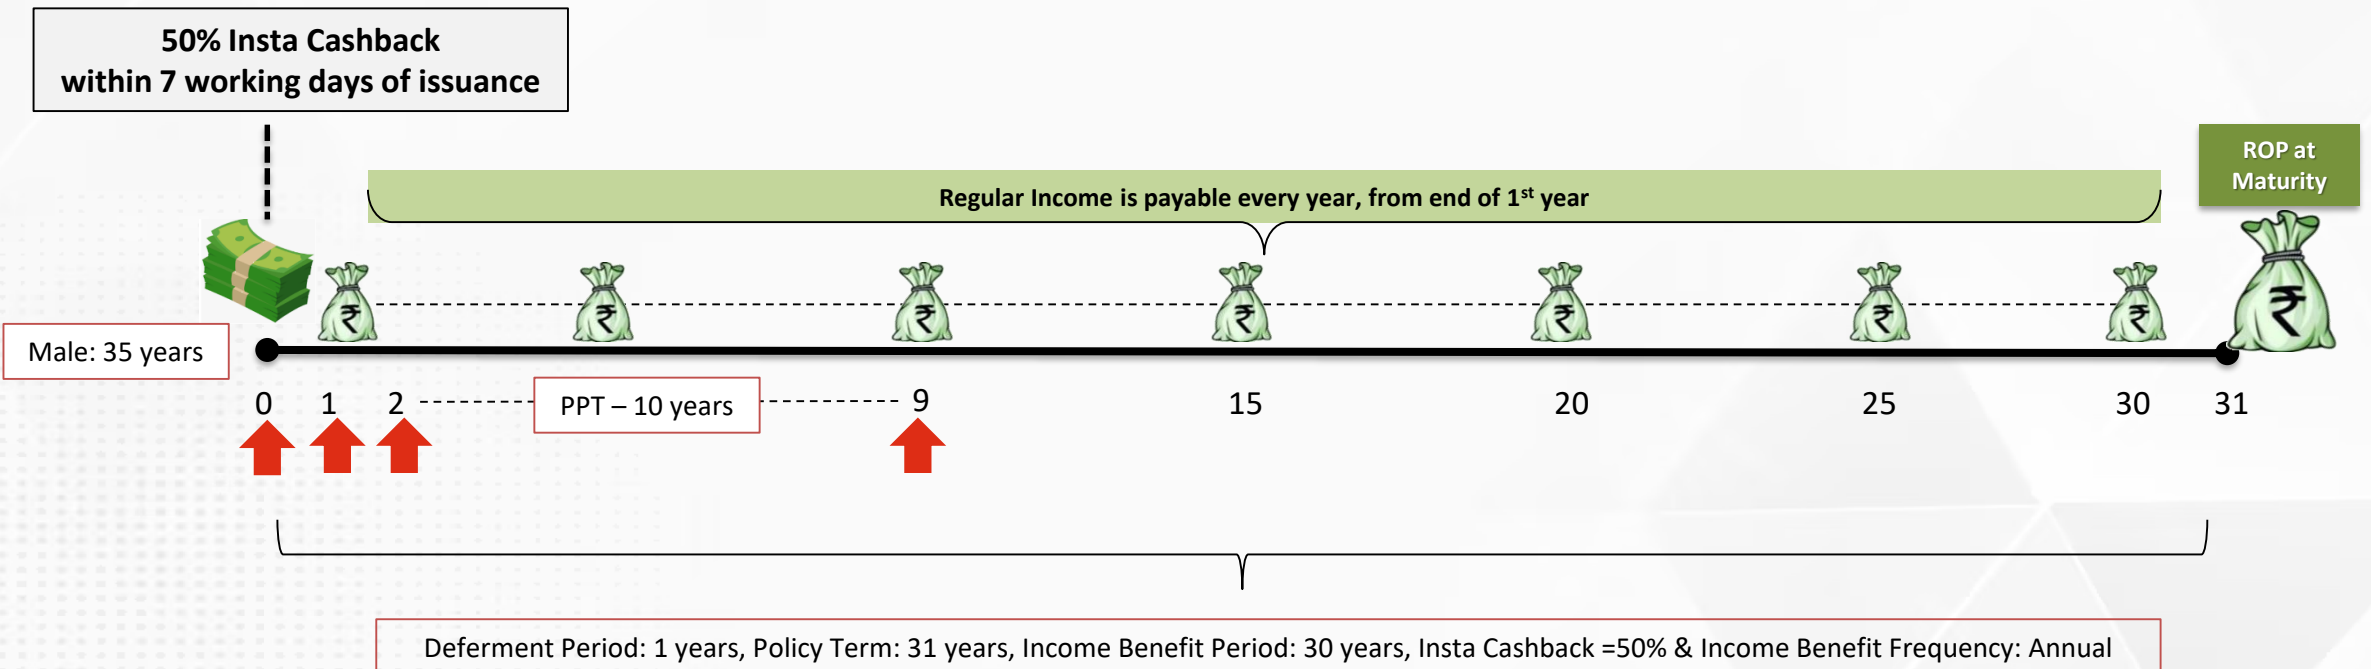 50% Insta Cashback
within 7 working days of issuance
ROP at
Maturity
Regular Income is payable every year, from end of 1st year
₹ ₹ ₹ ₹ ₹ ₹ ₹ ₹
Male: 35 years
0 1 2 PPT – 10 years 9 15 20 25 30 31
Deferment Period: 1 years, Policy Term: 31 years, Income Benefit Period: 30 years, Insta Cashback =50% & Income Benefit Frequency: Annual